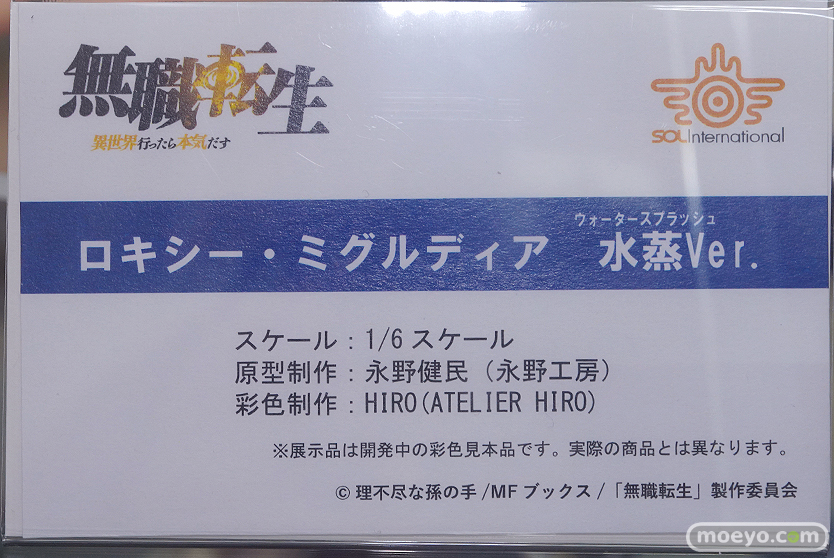 無職転生
異世界行ったら本気だす
SOL International
ウォータースプラッシュ
ロキシー・ミグルディア 水蒸Ver.
スケール：1/6スケール
原型制作：永野健民（永野工房）
彩色制作：HIRO(ATELIER HIRO)
※展示品は開発中の彩色見本品です。実際の商品とは異なります。
©理不尽な孫の手/MFブックス/「無職転生」製作委員会
moeyo.com